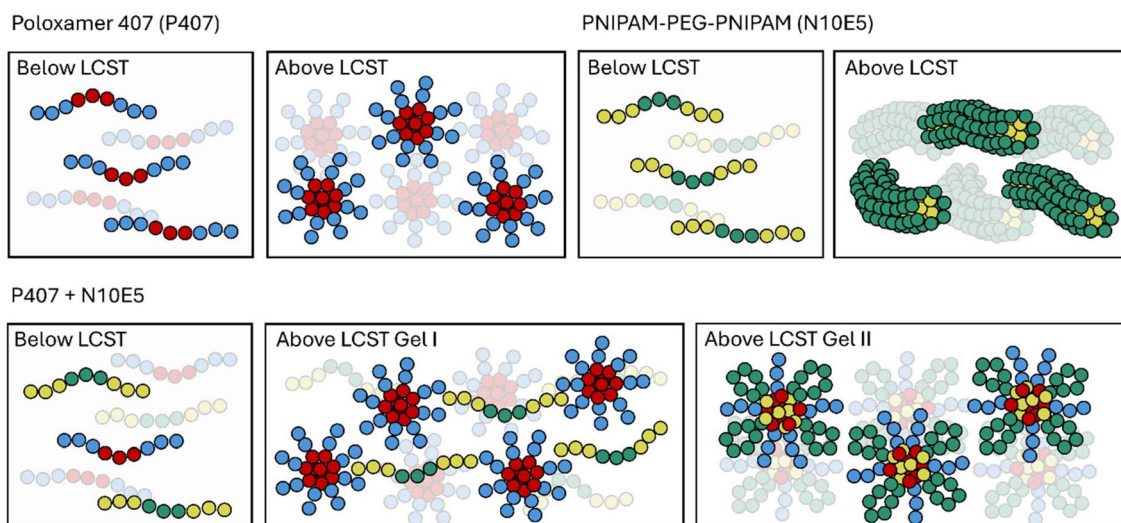 Poloxamer 407 (P407)
PNIPAM-PEG-PNIPAM (N10E5)
Below LCST
Above LCST
Below LCST
Above LCST
P407 + N10E5
Below LCST
Above LCST Gel I
Above LCST Gel II